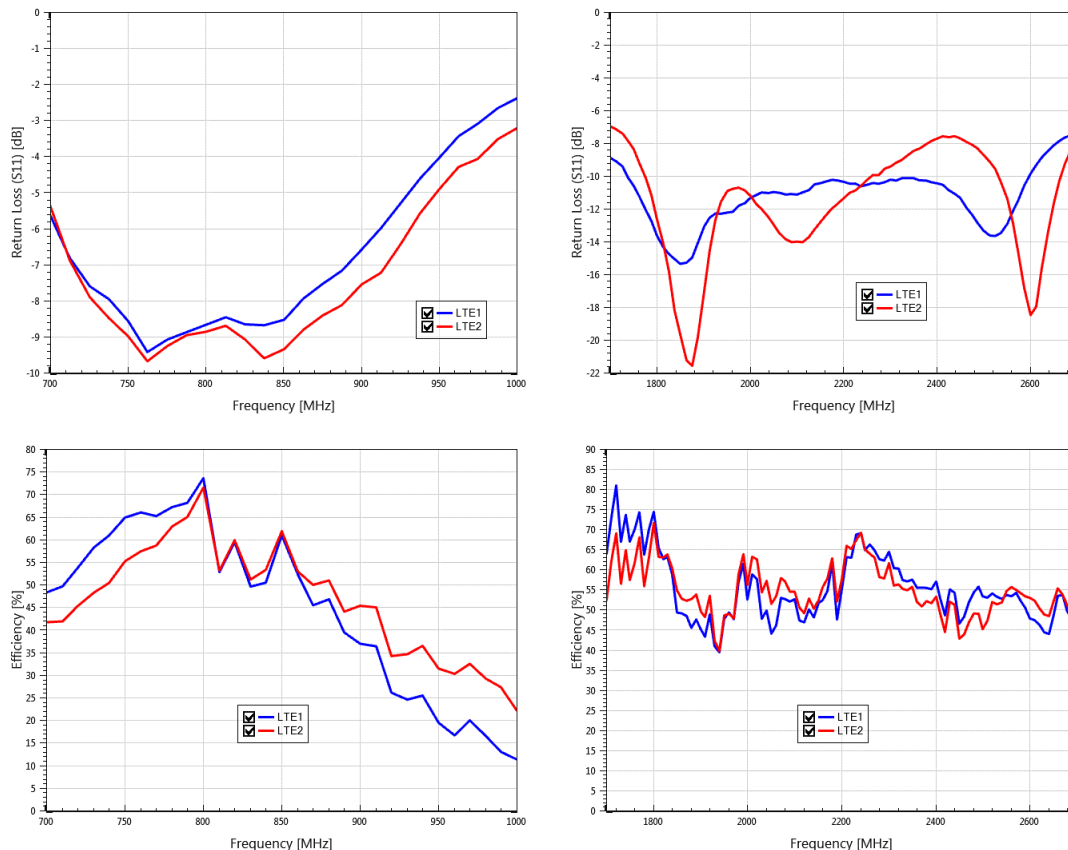 0
-1
-2
-3
-4
-5
-6
-7
-8
-9
-10
Return Loss (S11) [dB]
LTE1
LTE2
700 750 800 850 900 950 1000
Frequency [MHz]
0
-2
-4
-6
-8
-10
-12
-14
-16
-18
-20
-22
Return Loss (S11) [dB]
LTE1
LTE2
1800 2000 2200 2400 2600
Frequency [MHz]
80
75
70
65
60
55
50
45
40
35
30
25
20
15
10
5
0
Efficiency [%]
LTE1
LTE2
700 750 800 850 900 950 1000
Frequency [MHz]
90
85
80
75
70
65
60
55
50
45
40
35
30
25
20
15
10
5
0
Efficiency [%]
LTE1
LTE2
1800 2000 2200 2400 2600
Frequency [MHz]